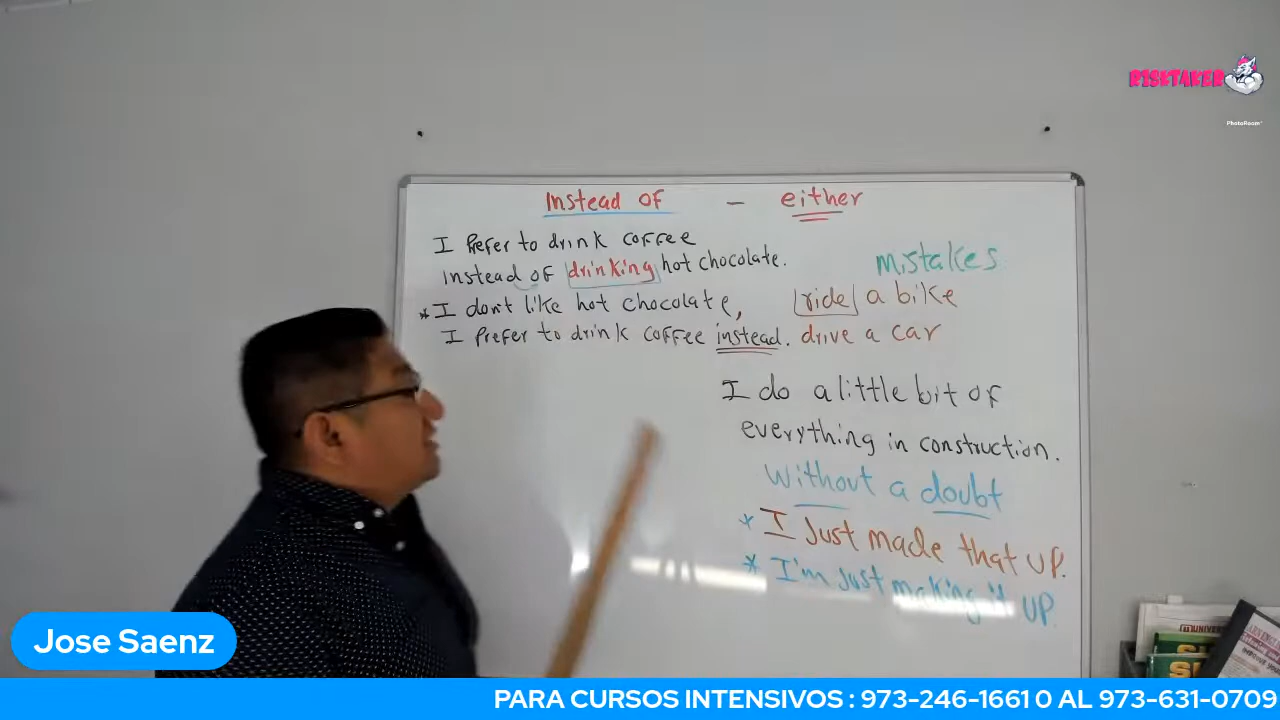 RISKTAKER
PhotoRoom
Instead of - either
I Prefer to drink coffee
instead of drinking hot chocolate.
* I don't like hot chocolate,
I Prefer to drink coffee instead.
mistakes
ride a bike
drive a car
I do a little bit of
everything in construction.
Without a doubt
* I Just made that up.
* I'm Just making it up.
Jose Saenz
PARA CURSOS INTENSIVOS : 973-246-1661 0 AL 973-631-0709